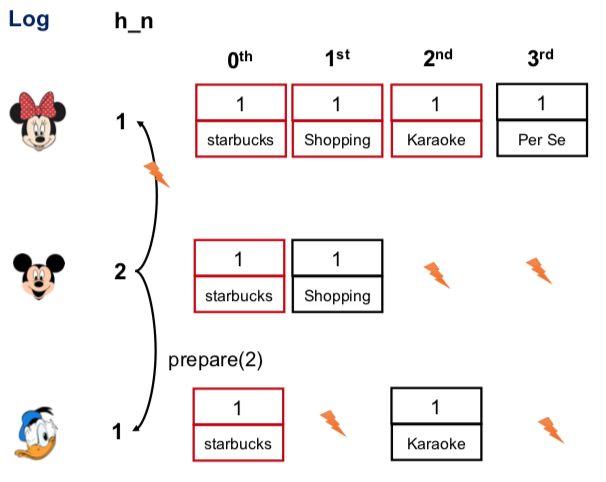 Log h_n
0th 1st 2nd 3rd
1 1 1 1 1
starbucks Shopping Karaoke Per Se
2 1 1
starbucks Shopping
prepare(2)
1 1 1
starbucks Karaoke